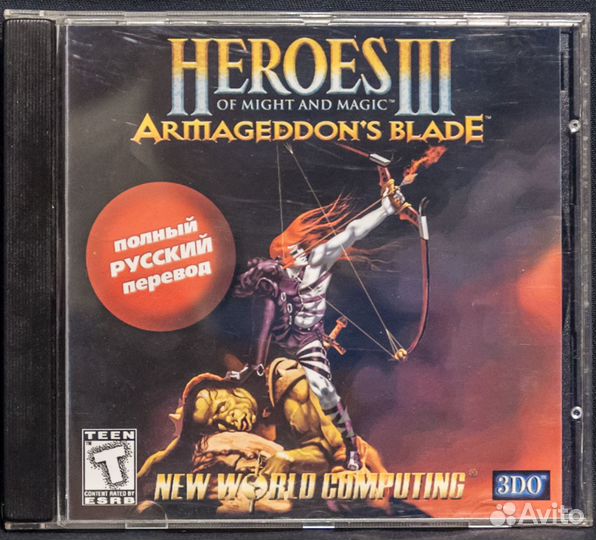 HEROES III
OF MIGHT AND MAGIC™
ARMAGEDDON'S BLADE™
полный
РУССКИЙ
перевод
TEEN
T
CONTENT RATED BY
ESRB
NEW WORLD COMPUTING®
3DO™
Avito